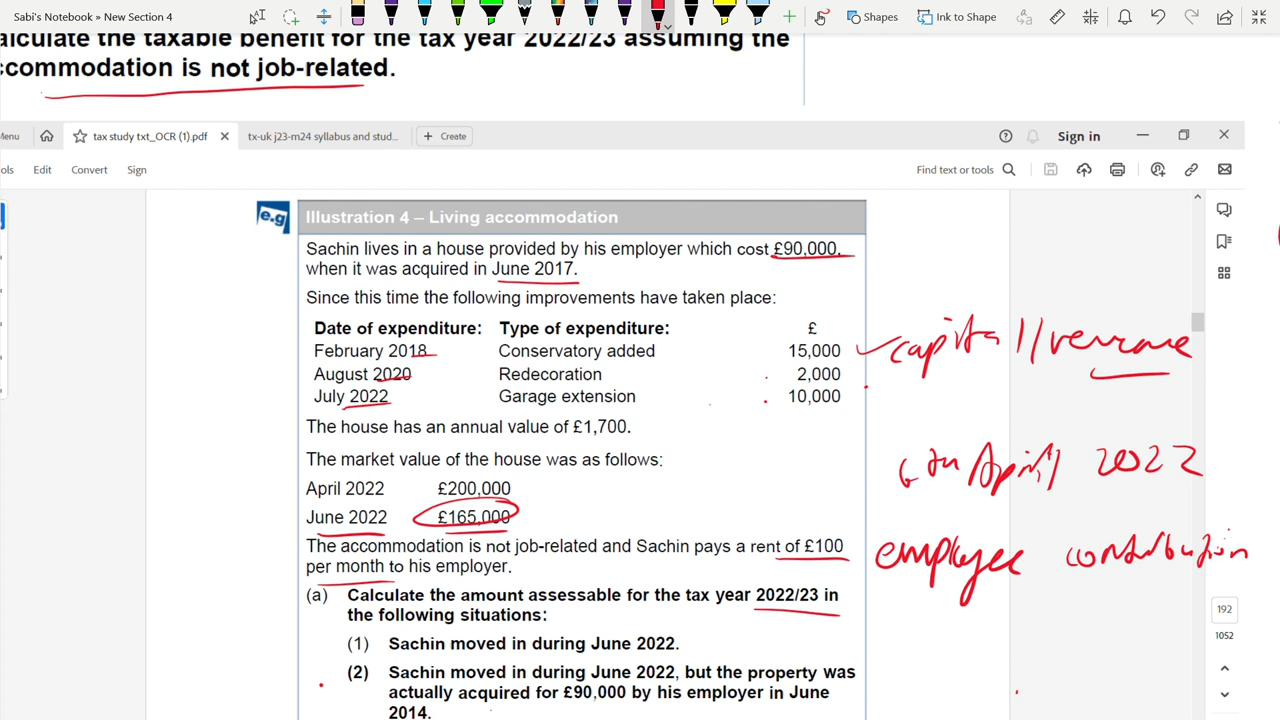 Sabi's Notebook » New Section 4
Shapes
Ink to Shape
alculate the taxable benefit for the tax year 2022/23 assuming the
ccommodation is not job-related.
Menu
tax study txt_OCR (1).pdf
tx-uk j23-m24 syllabus and stud...
+ Create
Sign in
ols
Edit
Convert
Sign
Find text or tools
e.g
Illustration 4 – Living accommodation
Sachin lives in a house provided by his employer which cost £90,000,
when it was acquired in June 2017.
Since this time the following improvements have taken place:
Date of expenditure: Type of expenditure: £
February 2018 Conservatory added 15,000
August 2020 Redecoration 2,000
July 2022 Garage extension 10,000
capital / revenue
The house has an annual value of £1,700.
The market value of the house was as follows:
April 2022 £200,000
June 2022 £165,000
6th April 2022
The accommodation is not job-related and Sachin pays a rent of £100
per month to his employer.
employee contribution
(a) Calculate the amount assessable for the tax year 2022/23 in
the following situations:
(1) Sachin moved in during June 2022.
(2) Sachin moved in during June 2022, but the property was
actually acquired for £90,000 by his employer in June
2014.
192
1052